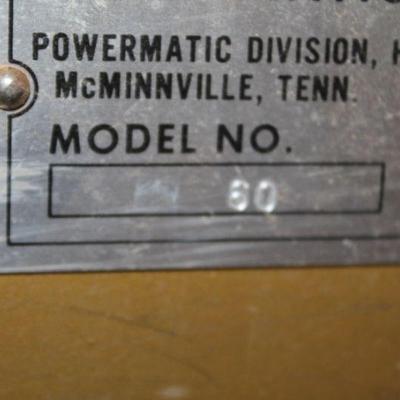 POWERMATIC DIVISION, H
McMINNVILLE, TENN.
MODEL NO.
60